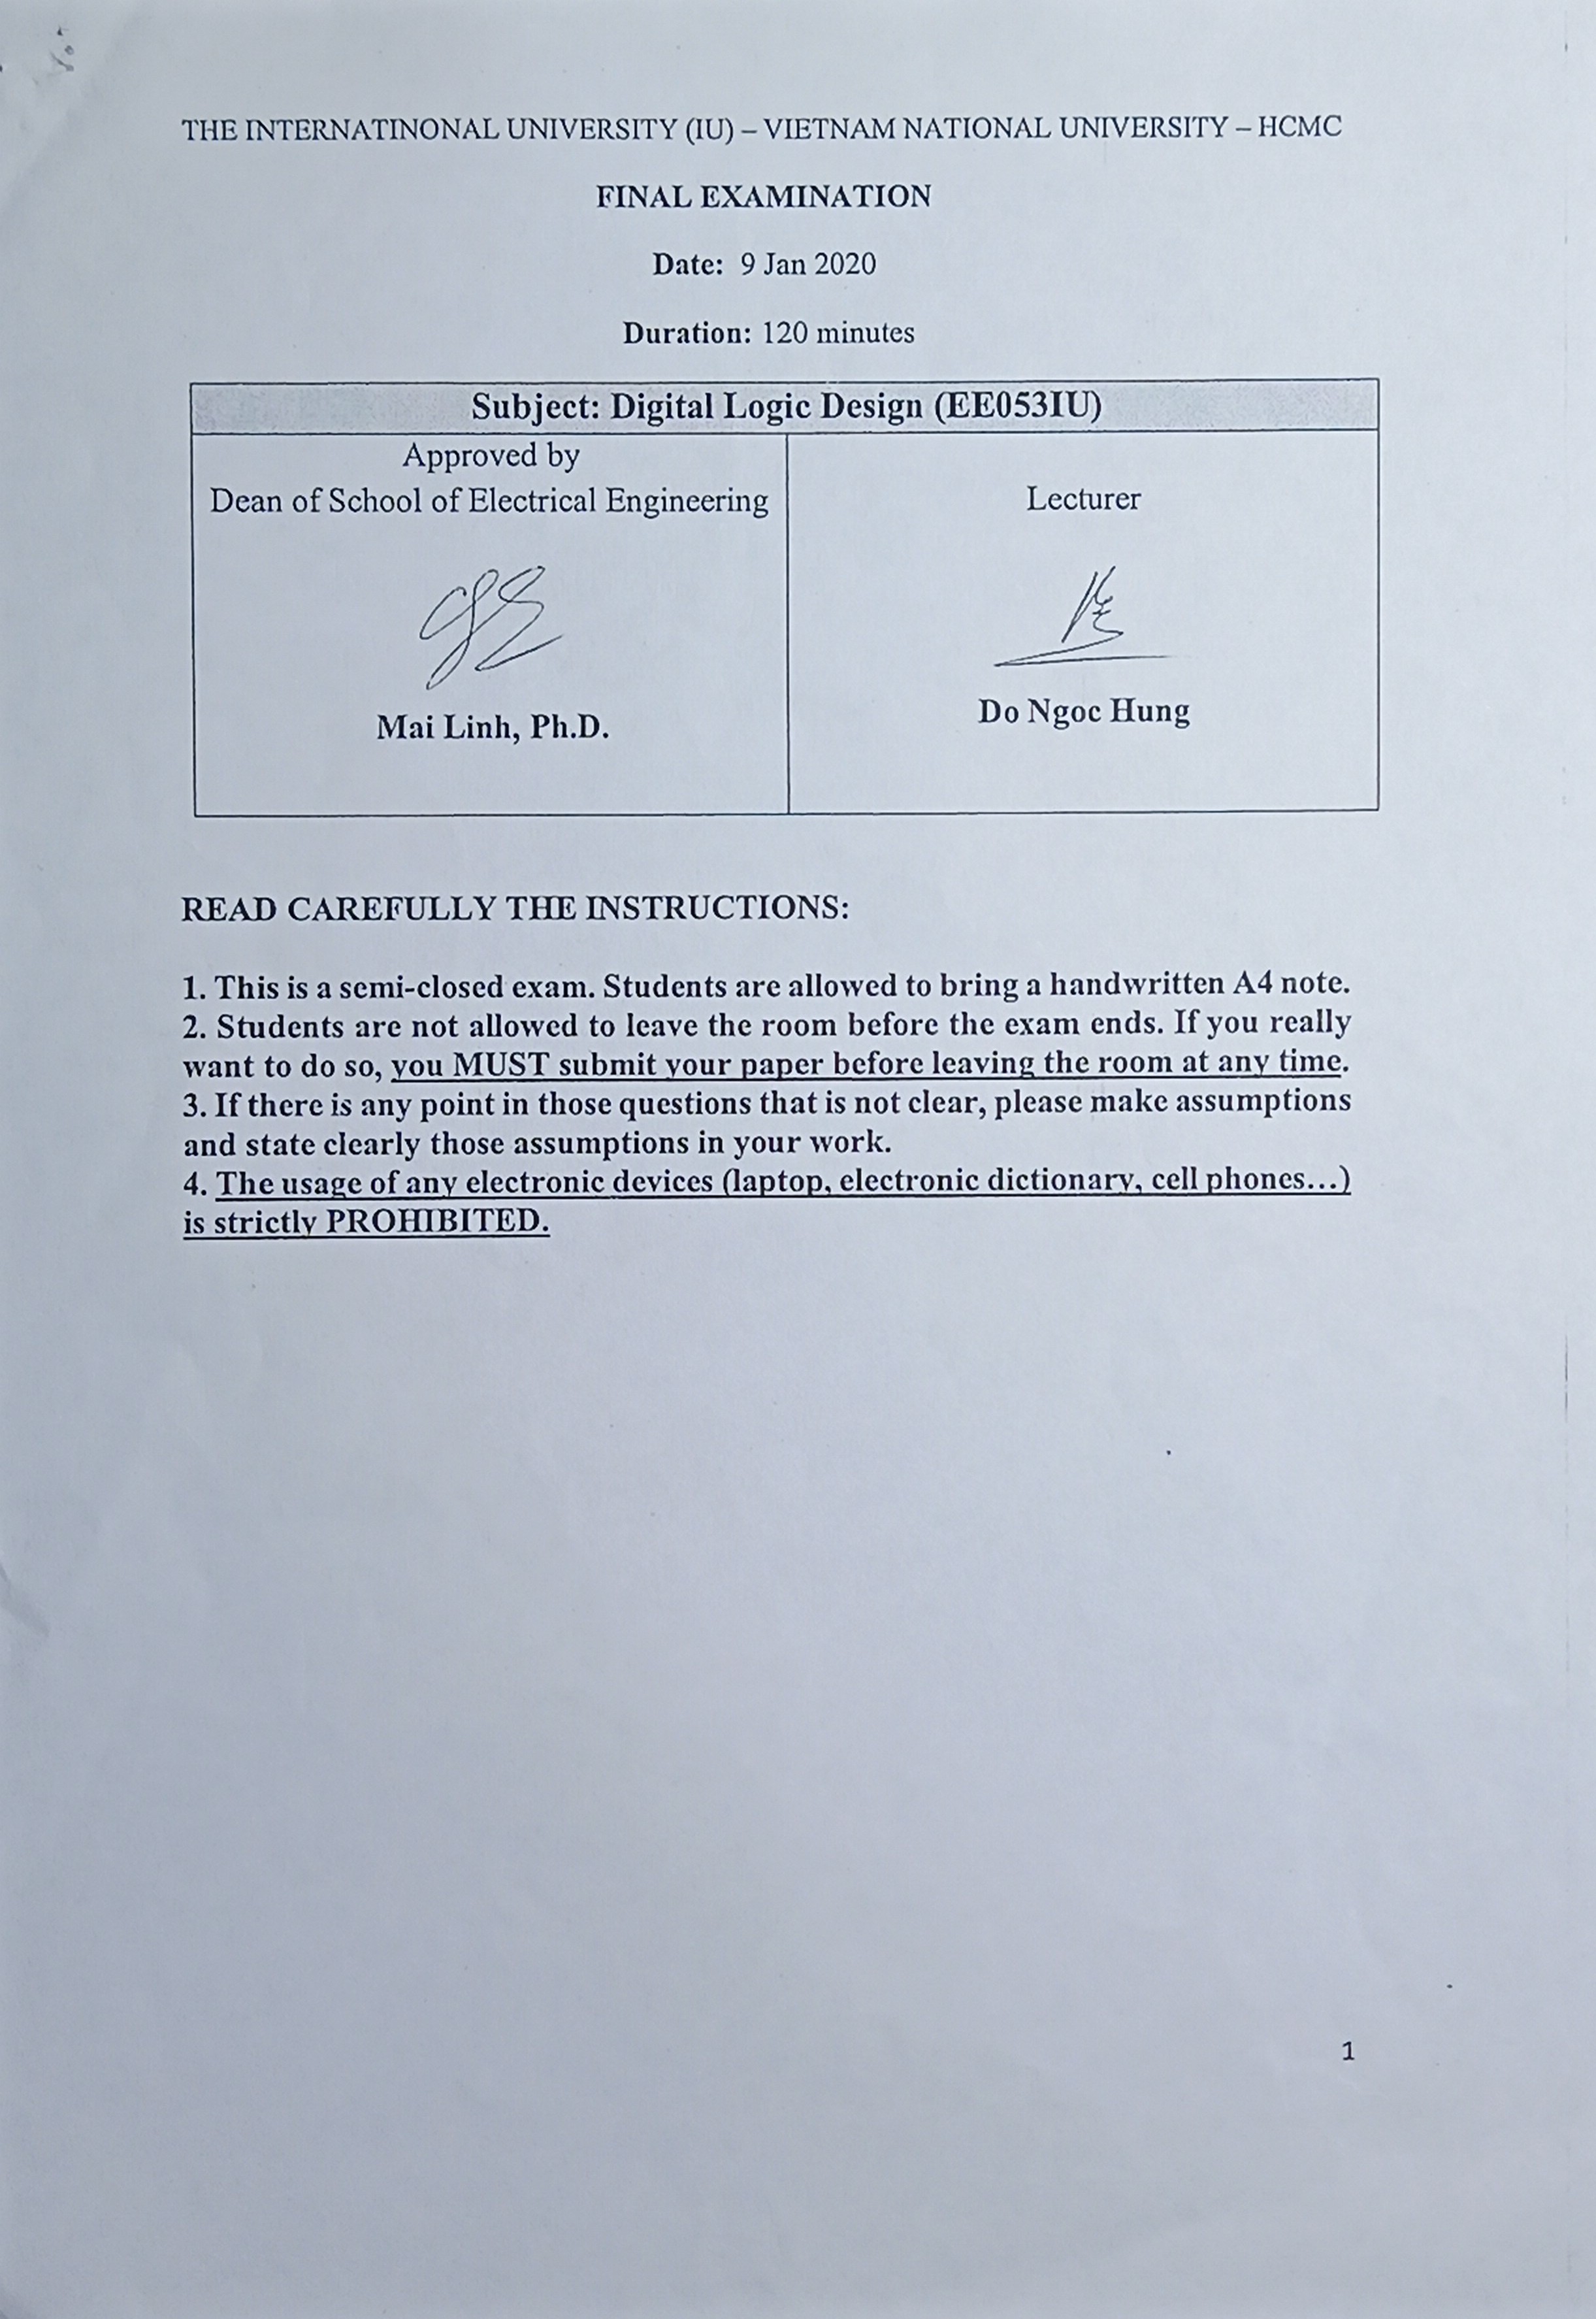 THE INTERNATINONAL UNIVERSITY (IU) – VIETNAM NATIONAL UNIVERSITY – HCMC
FINAL EXAMINATION
Date: 9 Jan 2020
Duration: 120 minutes
Subject: Digital Logic Design (EE053IU)
Approved by
Dean of School of Electrical Engineering
Mai Linh, Ph.D.
Lecturer
Do Ngoc Hung
READ CAREFULLY THE INSTRUCTIONS:
1. This is a semi-closed exam. Students are allowed to bring a handwritten A4 note.
2. Students are not allowed to leave the room before the exam ends. If you really
want to do so, you MUST submit your paper before leaving the room at any time.
3. If there is any point in those questions that is not clear, please make assumptions
and state clearly those assumptions in your work.
4. The usage of any electronic devices (laptop, electronic dictionary, cell phones...)
is strictly PROHIBITED.
1